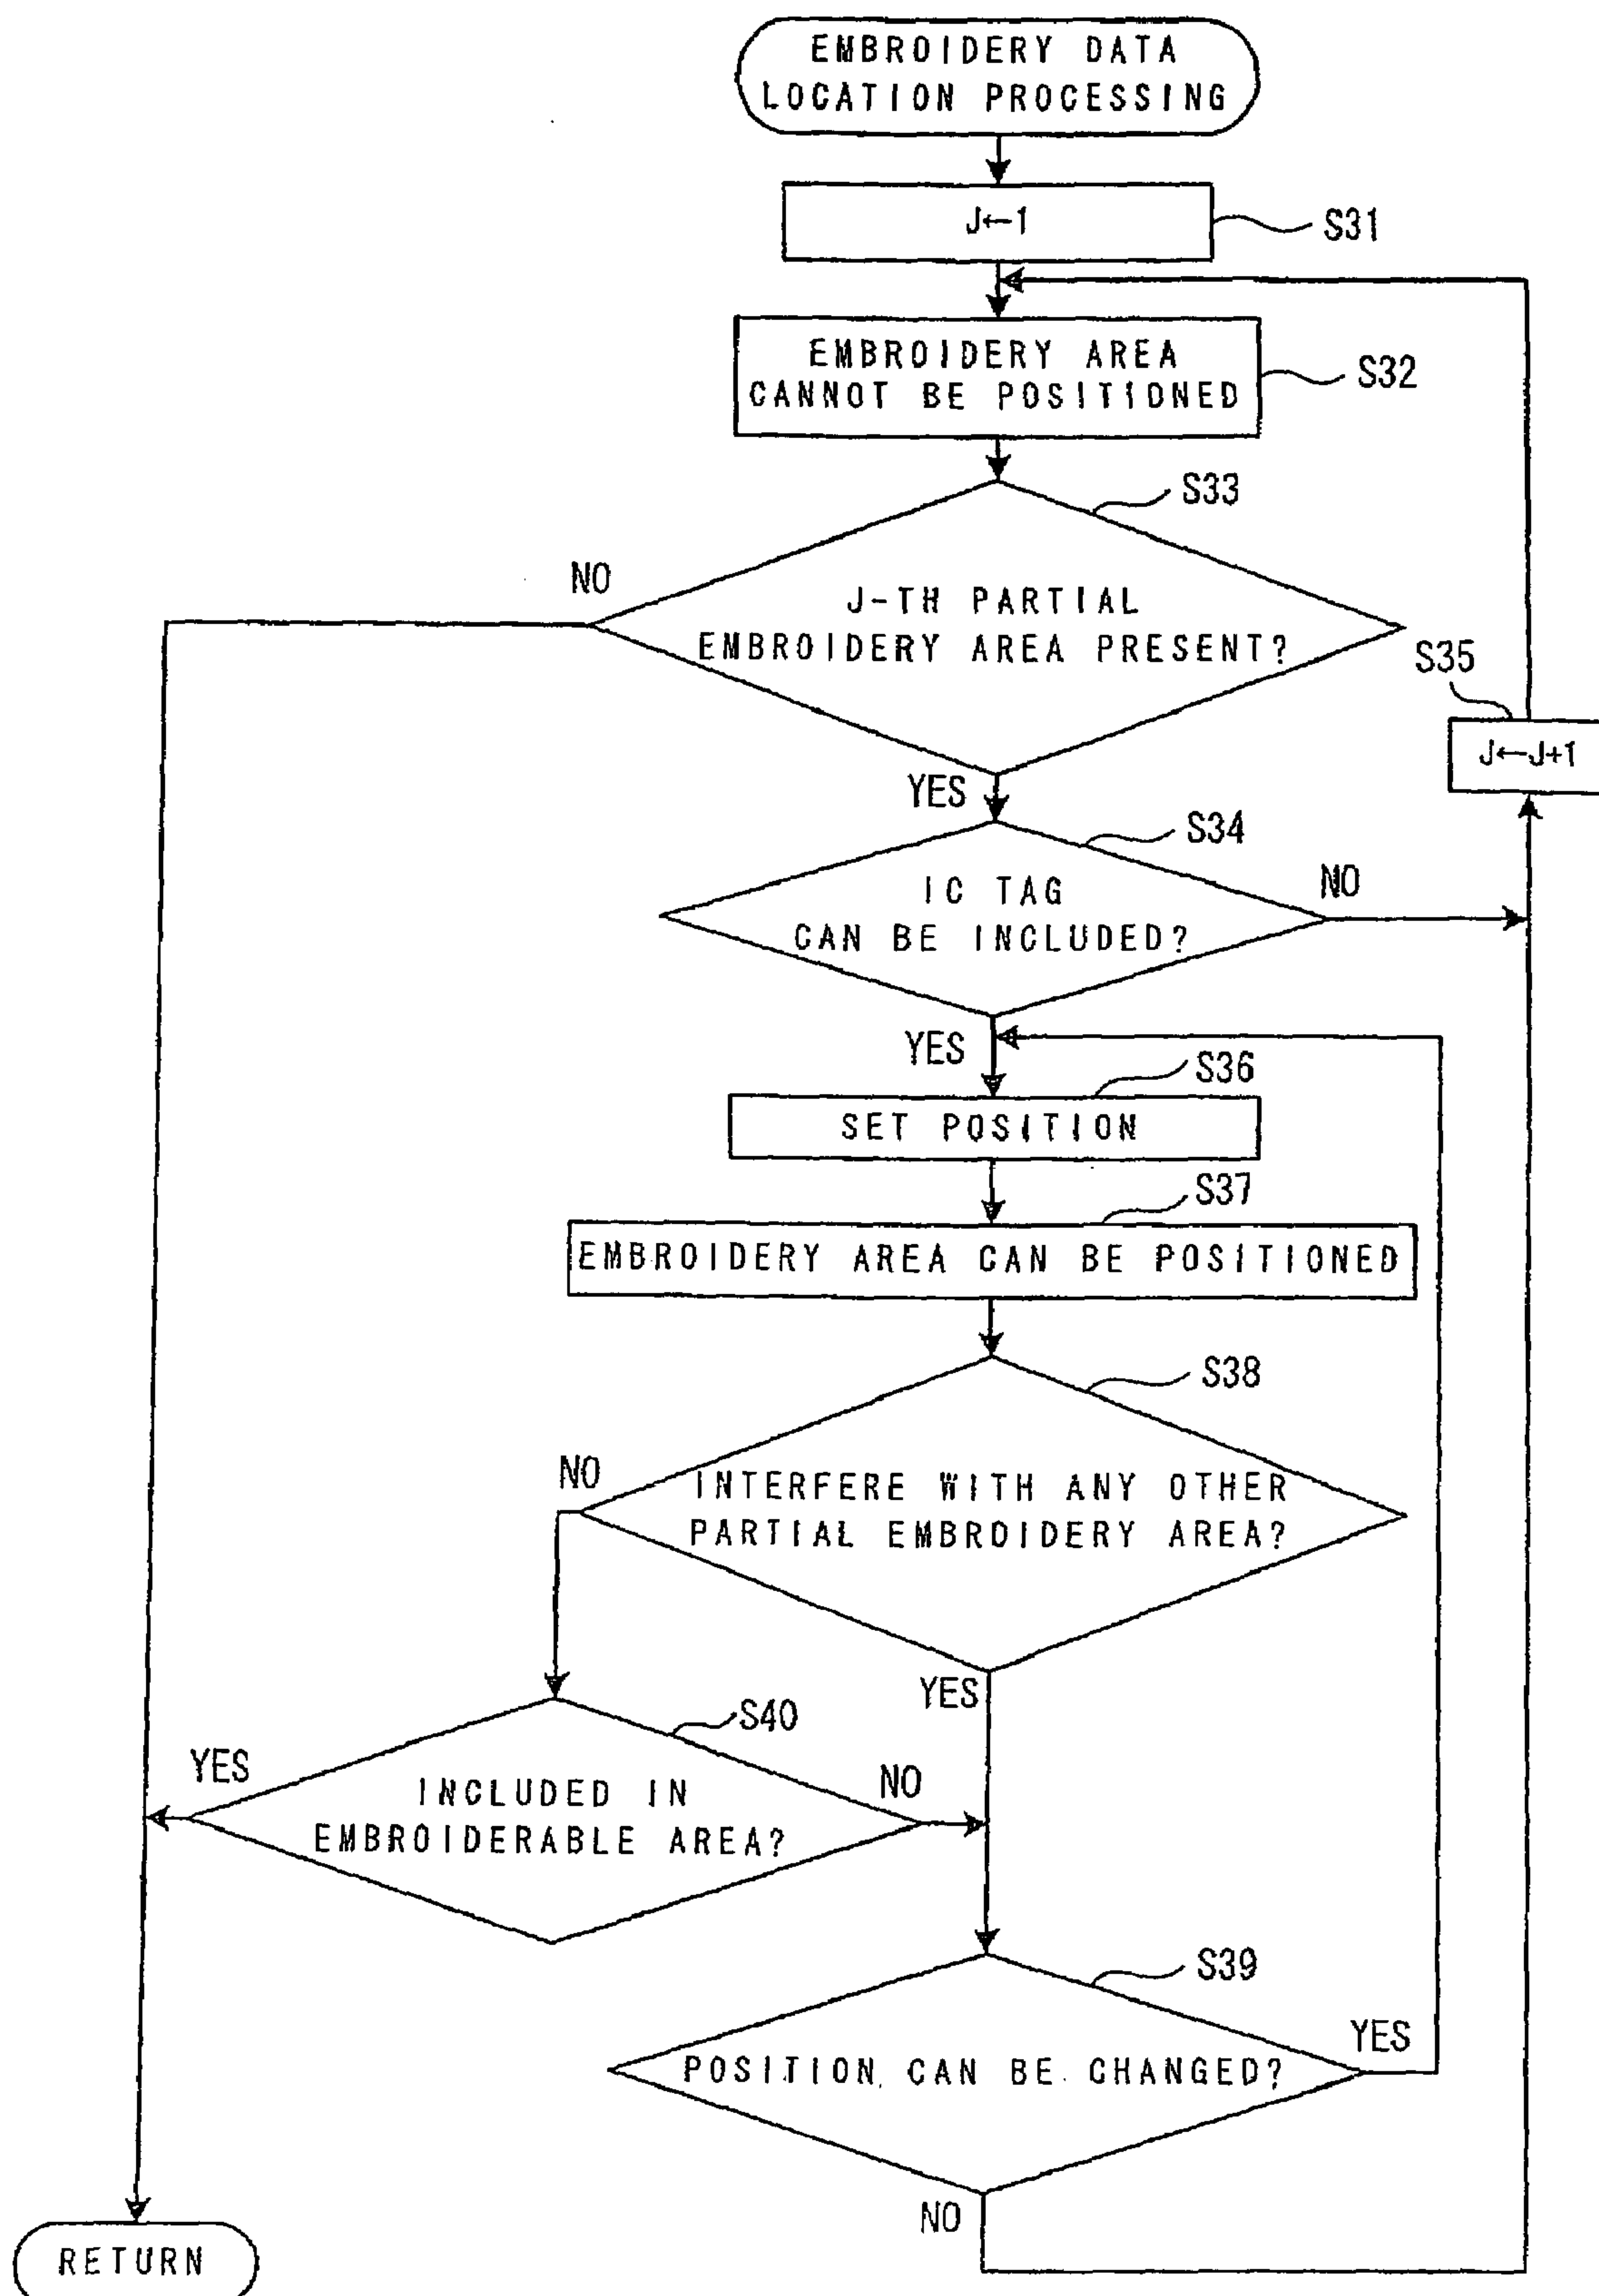 EMBROIDERY DATA
LOCATION PROCESSING
J←1
S31
EMBROIDERY AREA
CANNOT BE POSITIONED
S32
S33
NO
J-TH PARTIAL
EMBROIDERY AREA PRESENT?
S35
J←J+1
YES
S34
IC TAG
CAN BE INCLUDED?
NO
YES
S36
SET POSITION
S37
EMBROIDERY AREA CAN BE POSITIONED
S38
NO
INTERFERE WITH ANY OTHER
PARTIAL EMBROIDERY AREA?
YES
S40
YES
INCLUDED IN
EMBROIDERABLE AREA?
NO
S39
YES
POSITION CAN BE CHANGED?
NO
RETURN